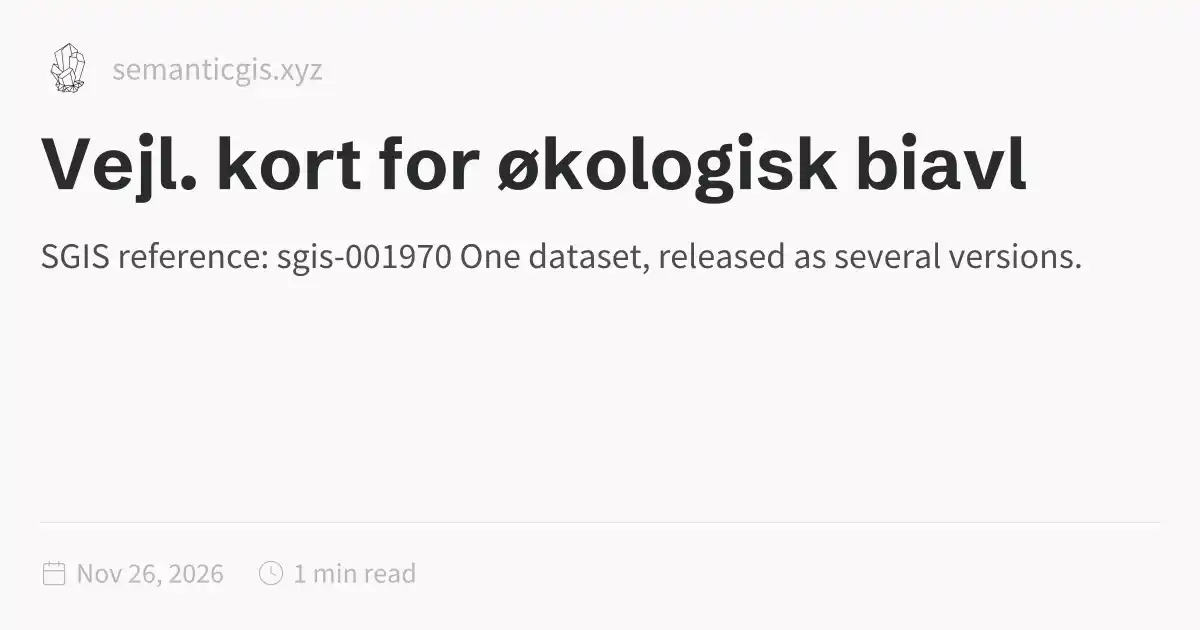 semanticgis.xyz
Vejl. kort for økologisk biavl
SGIS reference: sgis-001970 One dataset, released as several versions.
Nov 26, 2026 1 min read